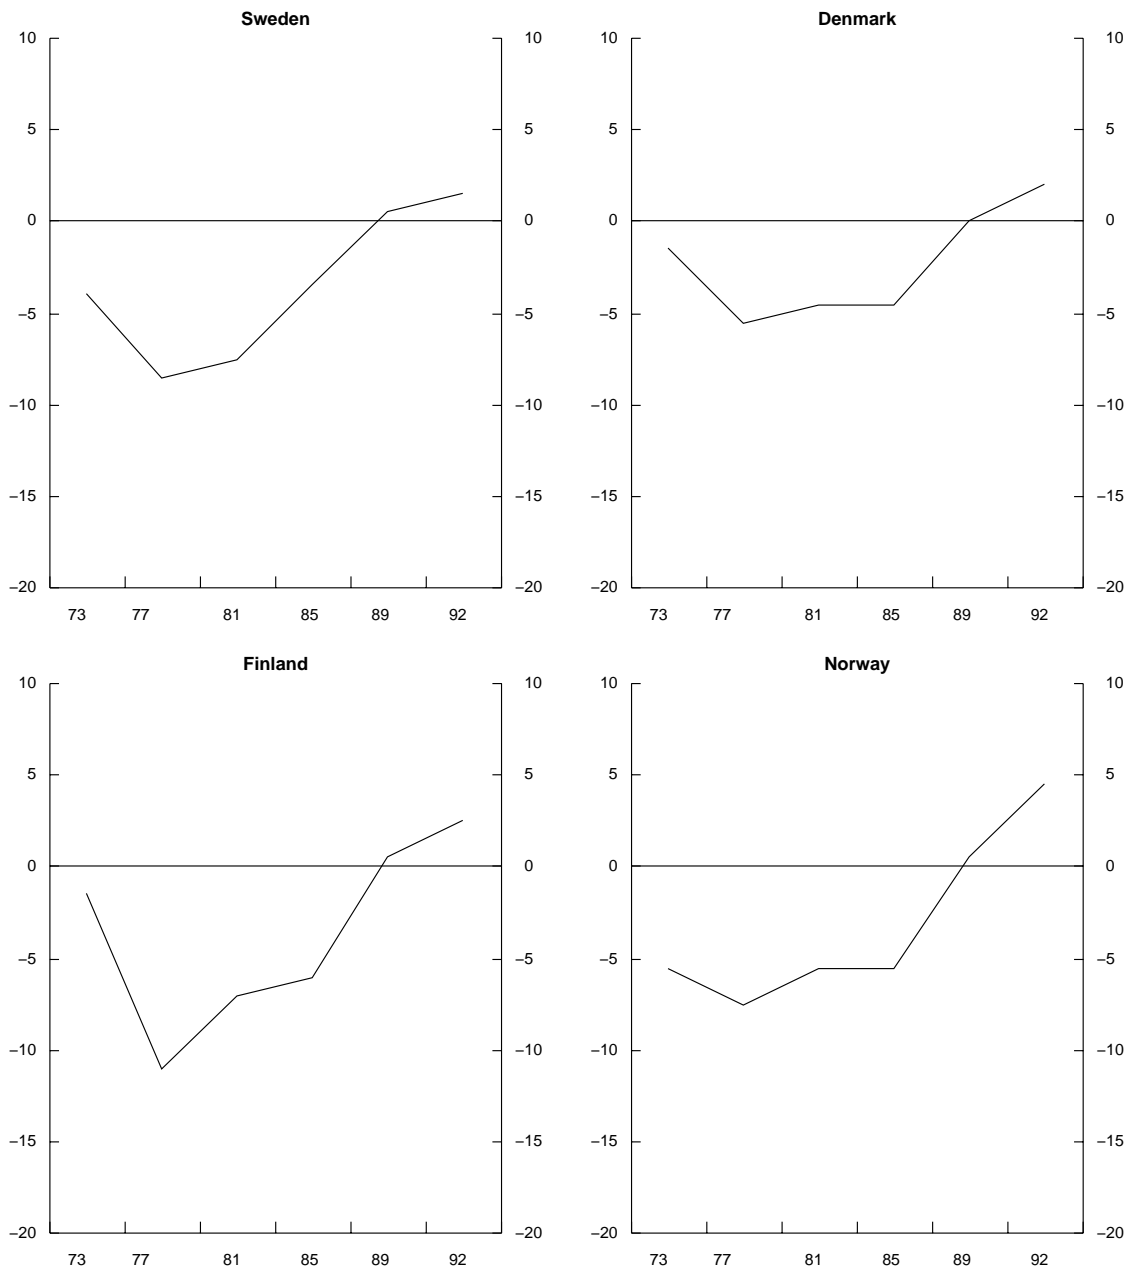 Sweden
Denmark
10 10 10 10
5 5 5 5
0 0 0 0
–5 –5 –5 –5
–10 –10 –10 –10
–15 –15 –15 –15
–20 –20 –20 –20
73 77 81 85 89 92 73 77 81 85 89 92
Finland
Norway
10 10 10 10
5 5 5 5
0 0 0 0
–5 –5 –5 –5
–10 –10 –10 –10
–15 –15 –15 –15
–20 –20 –20 –20
73 77 81 85 89 92 73 77 81 85 89 92